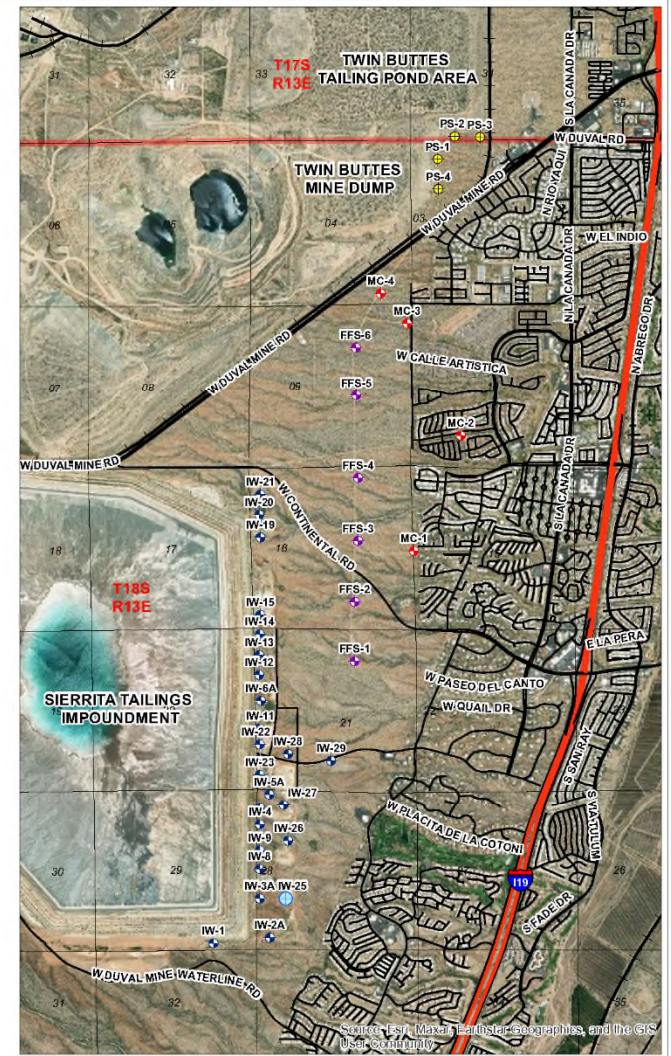 31
32
33
T17S
R13E
TWIN BUTTES
TAILING POND AREA
S LA CANADA DR
35
PS-2
PS-3
W DUVAL RD
PS-1
TWIN BUTTES
MINE DUMP
PS-4
N RIO YAQUI
04
03
W DUVAL MINE RD
W EL INDIO
N LA CANADA DR
MC-4
MC-3
N ABREGO DR
FFS-6
W DUVAL MINE RD
W CALLE ARTISTICA
07
08
09
FFS-5
MC-2
S LA CANADA DR
W DUVAL MINE RD
FFS-4
IW-21
IW-20
W CONTINENTAL RD
IW-19
FFS-3
MC-1
18
17
16
T18S
R13E
FFS-2
IW-15
IW-14
IW-13
E LA PERA
FFS-1
IW-12
W PASEO DEL CANTO
IW-6A
SIERRITA TAILINGS
IMPOUNDMENT
W QUAIL DR
IW-11
21
IW-22
IW-28
IW-29
S SAN RAY
IW-23
IW-5A
IW-27
S VIA TULUM
IW-4
W PLACITA DE LA COTONI
IW-26
IW-9
IW-8
30
29
28
26
I19
IW-3A
IW-25
S FADE DR
IW-2A
IW-1
W DUVAL MINE WATERLINE RD
31
32
35
Source: Esri, Maxar, Earthstar Geographics, and the GIS
User Community